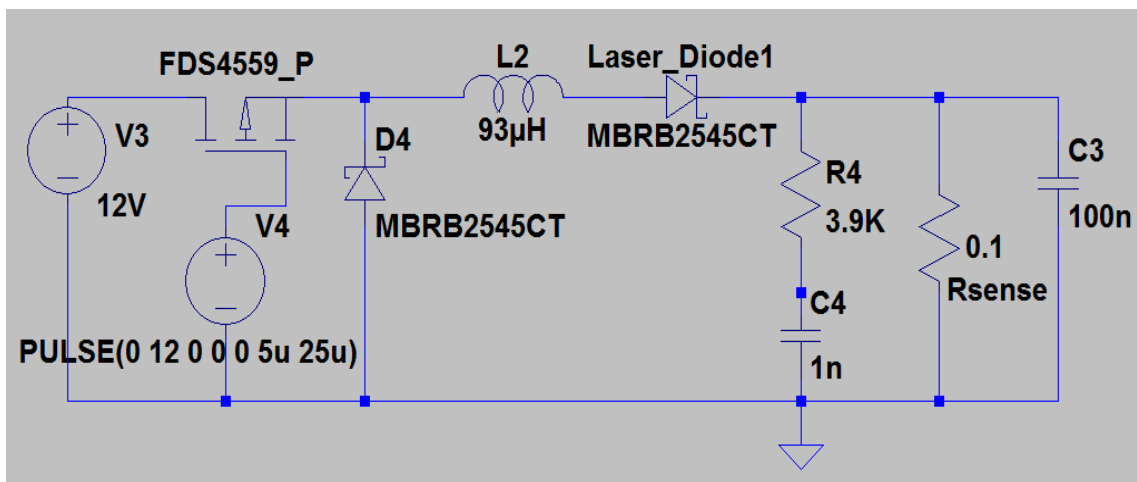 FDS4559_P
V3
12V
V4
PULSE(0 12 0 0 0 5u 25u)
D4
MBRB2545CT
L2
93µH
Laser_Diode1
MBRB2545CT
R4
3.9K
C4
1n
0.1
Rsense
C3
100n